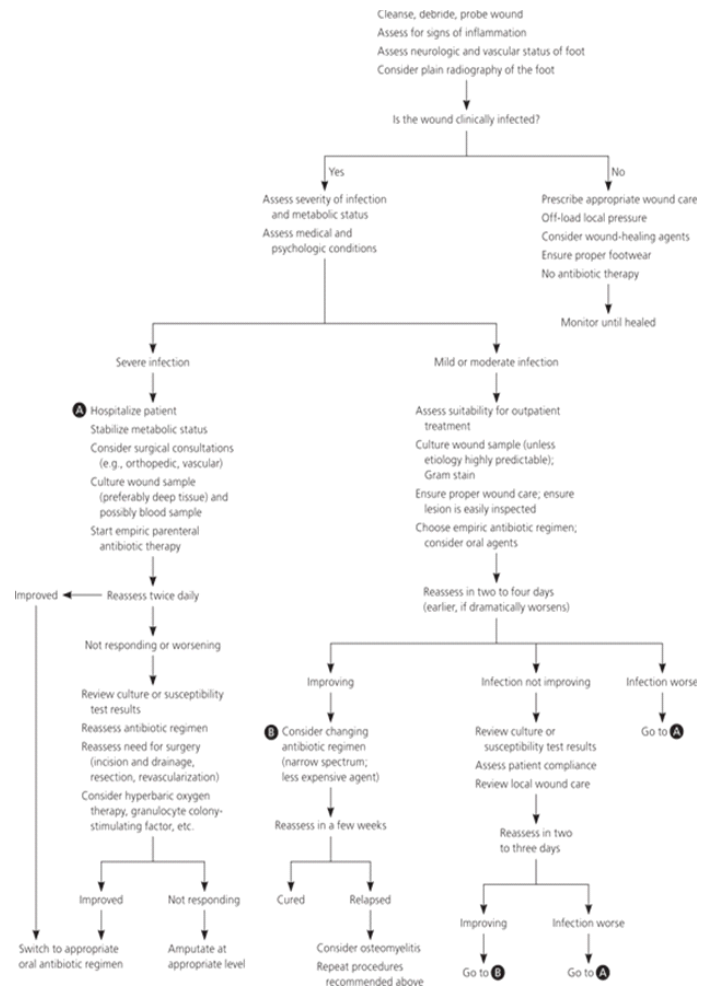 Cleanse, debride, probe wound
Assess for signs of inflammation
Assess neurologic and vascular status of foot
Consider plain radiography of the foot
Is the wound clinically infected?
Yes
No
Assess severity of infection
and metabolic status
Assess medical and
psychologic conditions
Prescribe appropriate wound care
Off-load local pressure
Consider wound-healing agents
Ensure proper footwear
No antibiotic therapy
Monitor until healed
Severe infection
Mild or moderate infection
A Hospitalize patient
Stabilize metabolic status
Consider surgical consultations
(e.g., orthopedic, vascular)
Culture wound sample
(preferably deep tissue) and
possibly blood sample
Start empiric parenteral
antibiotic therapy
Assess suitability for outpatient
treatment
Culture wound sample (unless
etiology highly predictable);
Gram stain
Ensure proper wound care; ensure
lesion is easily inspected
Choose empiric antibiotic regimen;
consider oral agents
Improved
Reassess twice daily
Reassess in two to four days
(earlier, if dramatically worsens)
Not responding or worsening
Improving
Infection not improving
Infection worse
Review culture or susceptibility
test results
Reassess antibiotic regimen
Reassess need for surgery
(incision and drainage,
resection, revascularization)
Consider hyperbaric oxygen
therapy, granulocyte colony-
stimulating factor, etc.
B Consider changing
antibiotic regimen
(narrow spectrum;
less expensive agent)
Review culture or
susceptibility test results
Assess patient compliance
Review local wound care
Go to A
Reassess in a few weeks
Reassess in two
to three days
Improved
Not responding
Cured
Relapsed
Improving
Infection worse
Switch to appropriate
oral antibiotic regimen
Amputate at
appropriate level
Consider osteomyelitis
Repeat procedures
recommended above
Go to B
Go to A